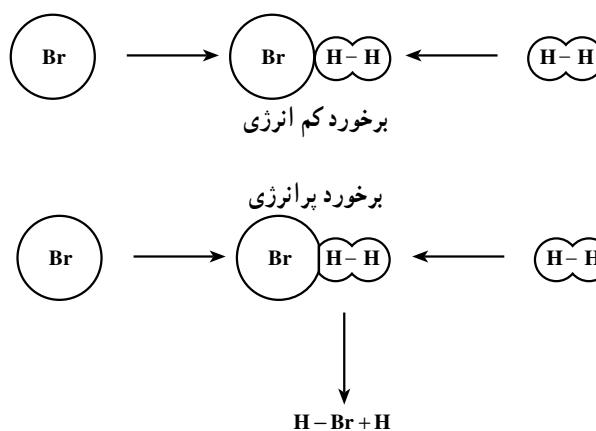 Br Br H – H H – H
برخورد کم انرژی
برخورد پرانرژی
Br Br H – H H – H
H – Br + H